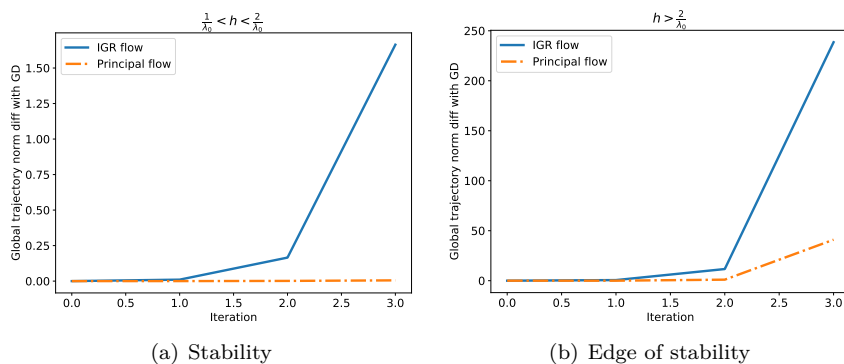 1/λ₀ < h < 2/λ₀
IGR flow
Principal flow
Global trajectory norm diff with GD
1.50
1.25
1.00
0.75
0.50
0.25
0.00
0.0 0.5 1.0 1.5 2.0 2.5 3.0
Iteration
(a) Stability
h > 2/λ₀
IGR flow
Principal flow
Global trajectory norm diff with GD
250
200
150
100
50
0
0.0 0.5 1.0 1.5 2.0 2.5 3.0
Iteration
(b) Edge of stability